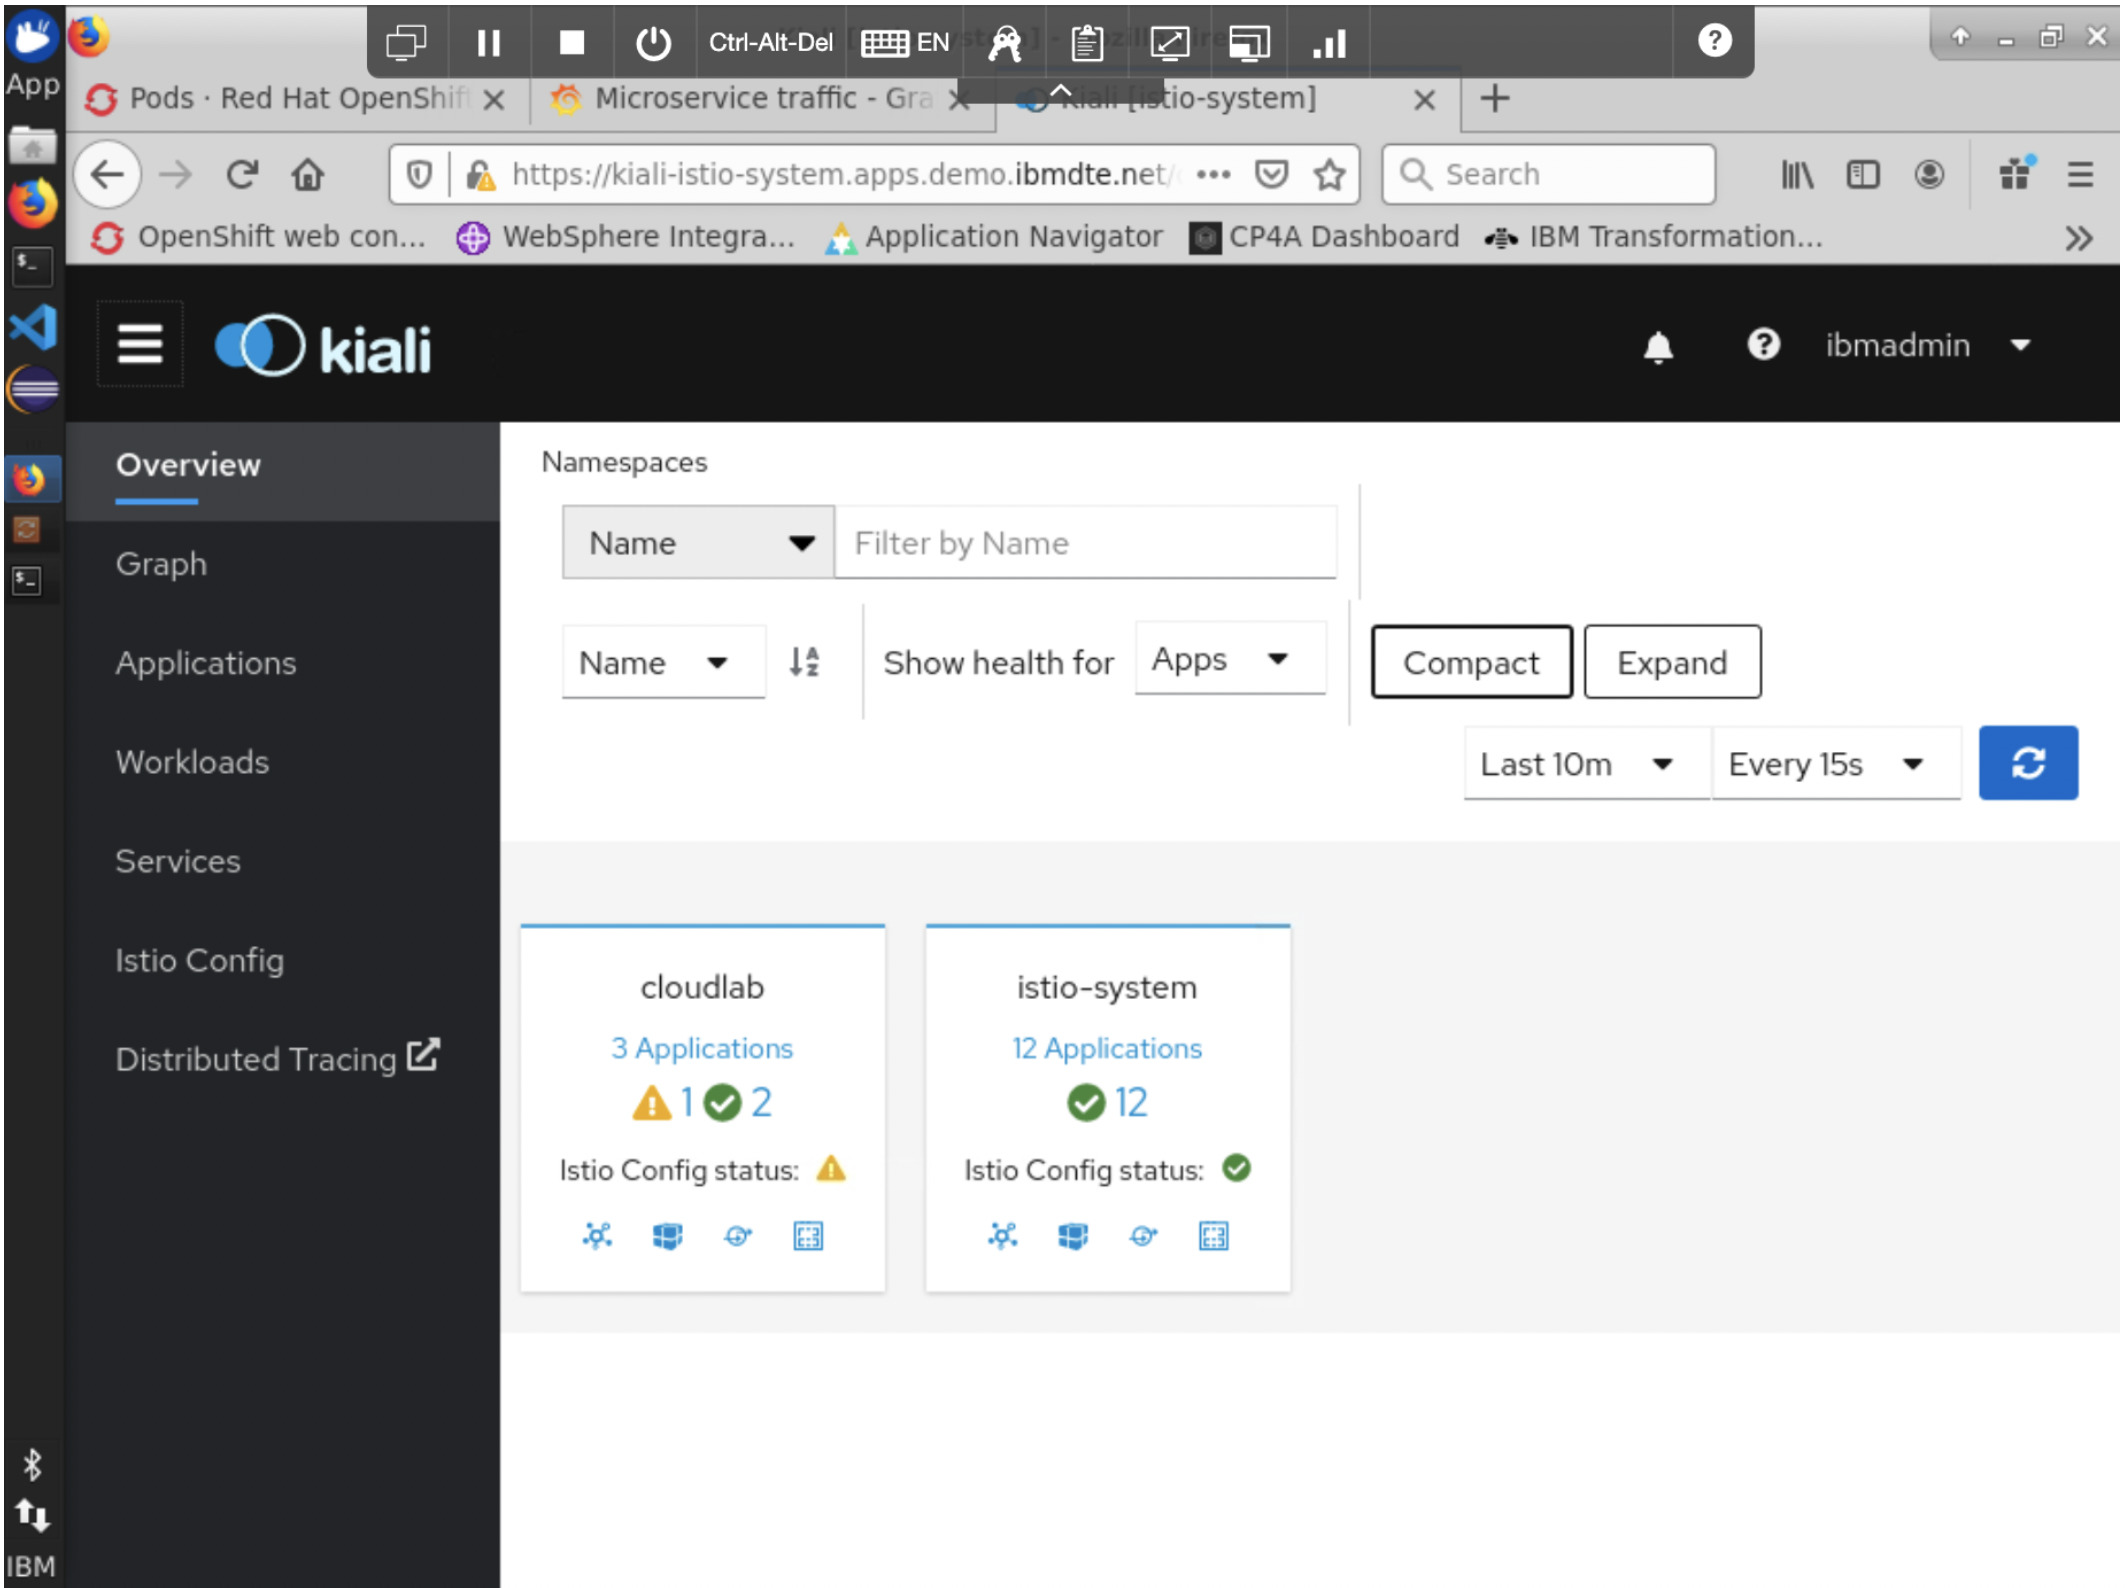 App
Ctrl-Alt-Del
EN
Pods · Red Hat OpenShif
Microservice traffic - Gra
Kiali [istio-system]
https://kiali-istio-system.apps.demo.ibmdte.net/
Search
OpenShift web con...
WebSphere Integra...
Application Navigator
CP4A Dashboard
IBM Transformation...
kiali
ibmadmin
Overview
Graph
Applications
Workloads
Services
Istio Config
Distributed Tracing
Namespaces
Name
Filter by Name
Name
Show health for
Apps
Compact
Expand
Last 10m
Every 15s
cloudlab
3 Applications
1 2
Istio Config status:
istio-system
12 Applications
12
Istio Config status:
IBM